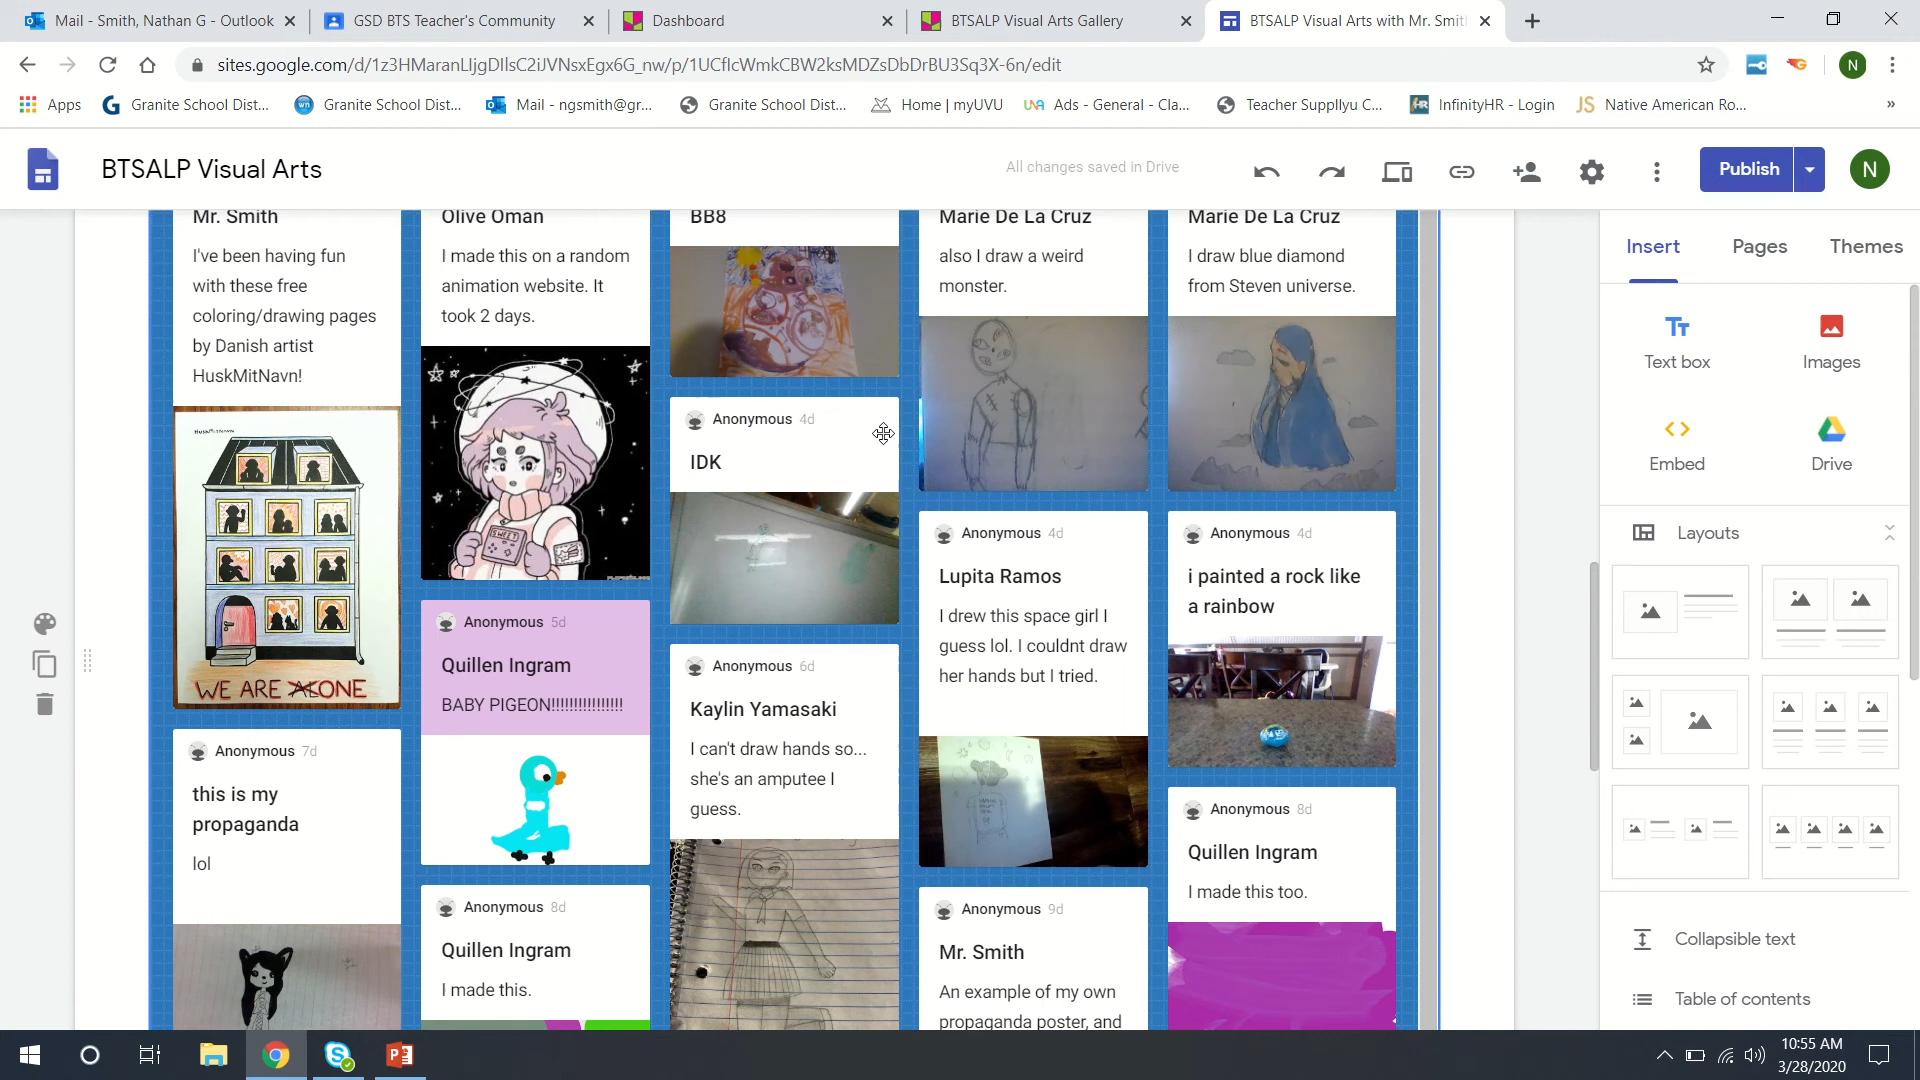 Mail - Smith, Nathan G - Outlook
GSD BTS Teacher's Community
Dashboard
BTSALP Visual Arts Gallery
BTSALP Visual Arts with Mr. Smit
sites.google.com/d/1z3HMaranLIjgDIlsC2iJVNsxEgx6G_nw/p/1UCfIcWmkCBW2ksMDZsDbDrBU3Sq3X-6n/edit
N
Apps
Granite School Dist...
Granite School Dist...
Mail - ngsmith@gr...
Granite School Dist...
Home | myUVU
Ads - General - Cla...
Teacher Suppllyu C...
InfinityHR - Login
Native American Ro...
BTSALP Visual Arts
All changes saved in Drive
Publish
N
Mr. Smith
I've been having fun
with these free
coloring/drawing pages
by Danish artist
HuskMitNavn!
HuskMitNavn
WE ARE ALONE
Anonymous 7d
this is my
propaganda
lol
Olive Oman
I made this on a random
animation website. It
took 2 days.
SWEET
Anonymous 5d
Quillen Ingram
BABY PIGEON!!!!!!!!!!!!!!!!
Anonymous 8d
Quillen Ingram
I made this.
BB8
Anonymous 4d
IDK
Anonymous 6d
Kaylin Yamasaki
I can't draw hands so...
she's an amputee I
guess.
Marie De La Cruz
also I draw a weird
monster.
Anonymous 4d
Lupita Ramos
I drew this space girl I
guess lol. I couldnt draw
her hands but I tried.
Anonymous 9d
Mr. Smith
An example of my own
propaganda poster, and
Marie De La Cruz
I draw blue diamond
from Steven universe.
Anonymous 4d
i painted a rock like
a rainbow
Anonymous 8d
Quillen Ingram
I made this too.
Insert
Pages
Themes
Text box
Images
Embed
Drive
Layouts
Collapsible text
Table of contents
10:55 AM
3/28/2020